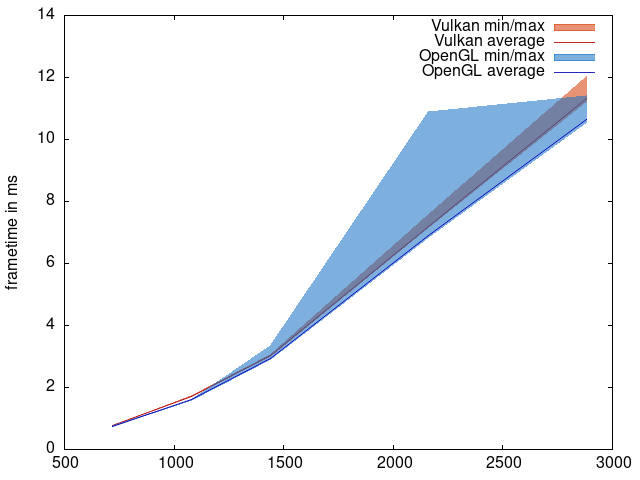 14
12
10
8
6
4
2
0
frametime in ms
Vulkan min/max
Vulkan average
OpenGL min/max
OpenGL average
500 1000 1500 2000 2500 3000